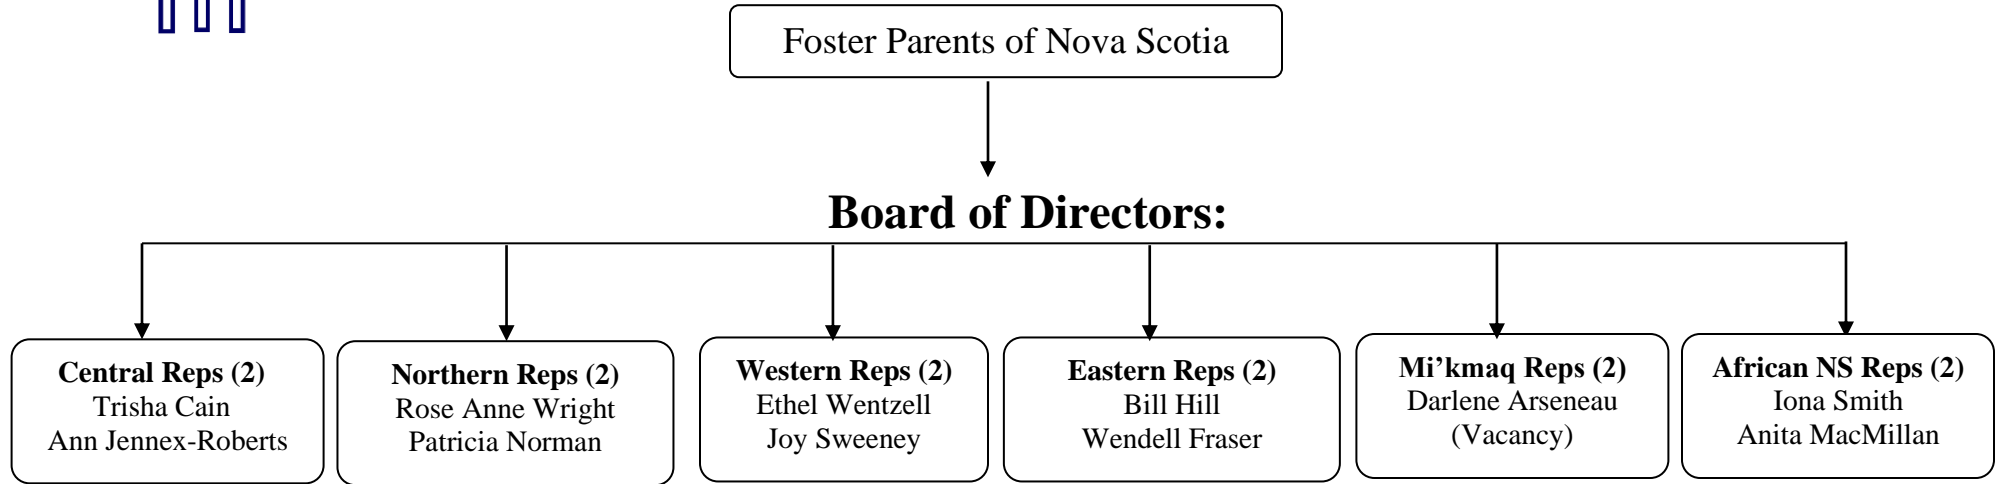 Foster Parents of Nova Scotia
Board of Directors:
Central Reps (2)
Trisha Cain
Ann Jennex-Roberts
Northern Reps (2)
Rose Anne Wright
Patricia Norman
Western Reps (2)
Ethel Wentzell
Joy Sweeney
Eastern Reps (2)
Bill Hill
Wendell Fraser
Mi’kmaq Reps (2)
Darlene Arseneau
(Vacancy)
African NS Reps (2)
Iona Smith
Anita MacMillan